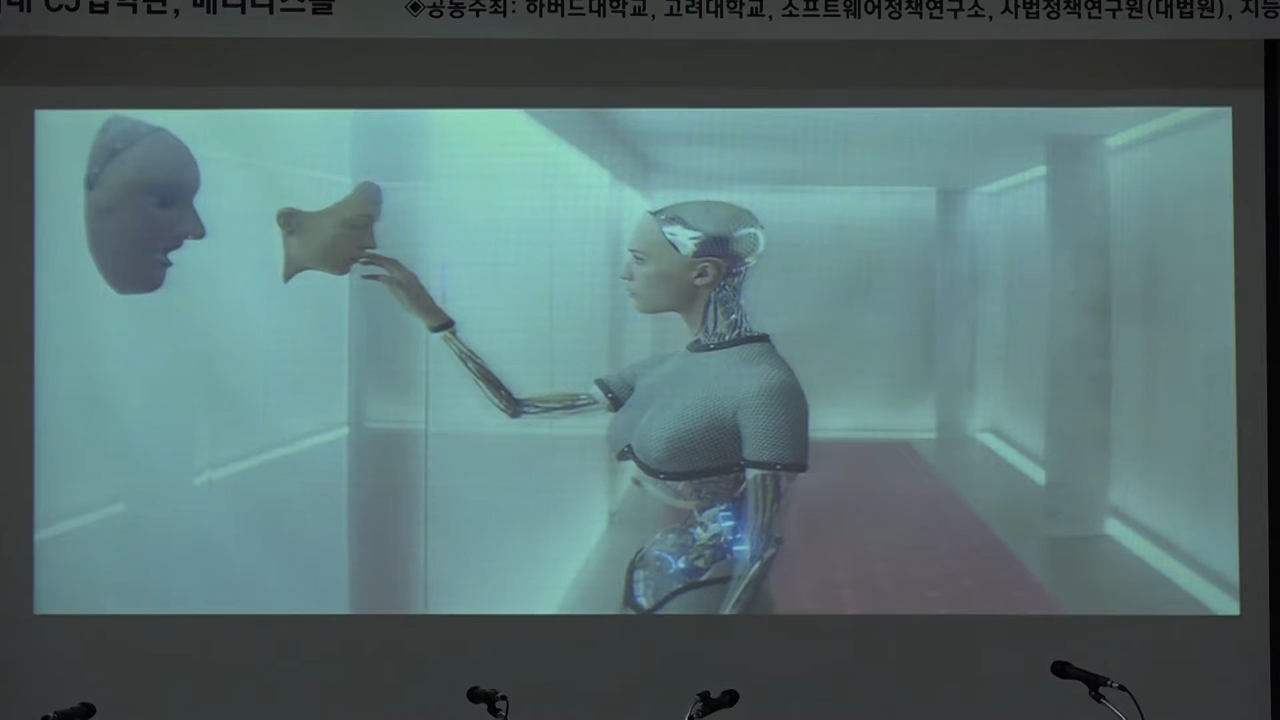 CJ법학관, 베리타스홀 ◈공동주최: 하버드대학교, 고려대학교, 소프트웨어정책연구소, 사법정책연구원(대법원), 지능